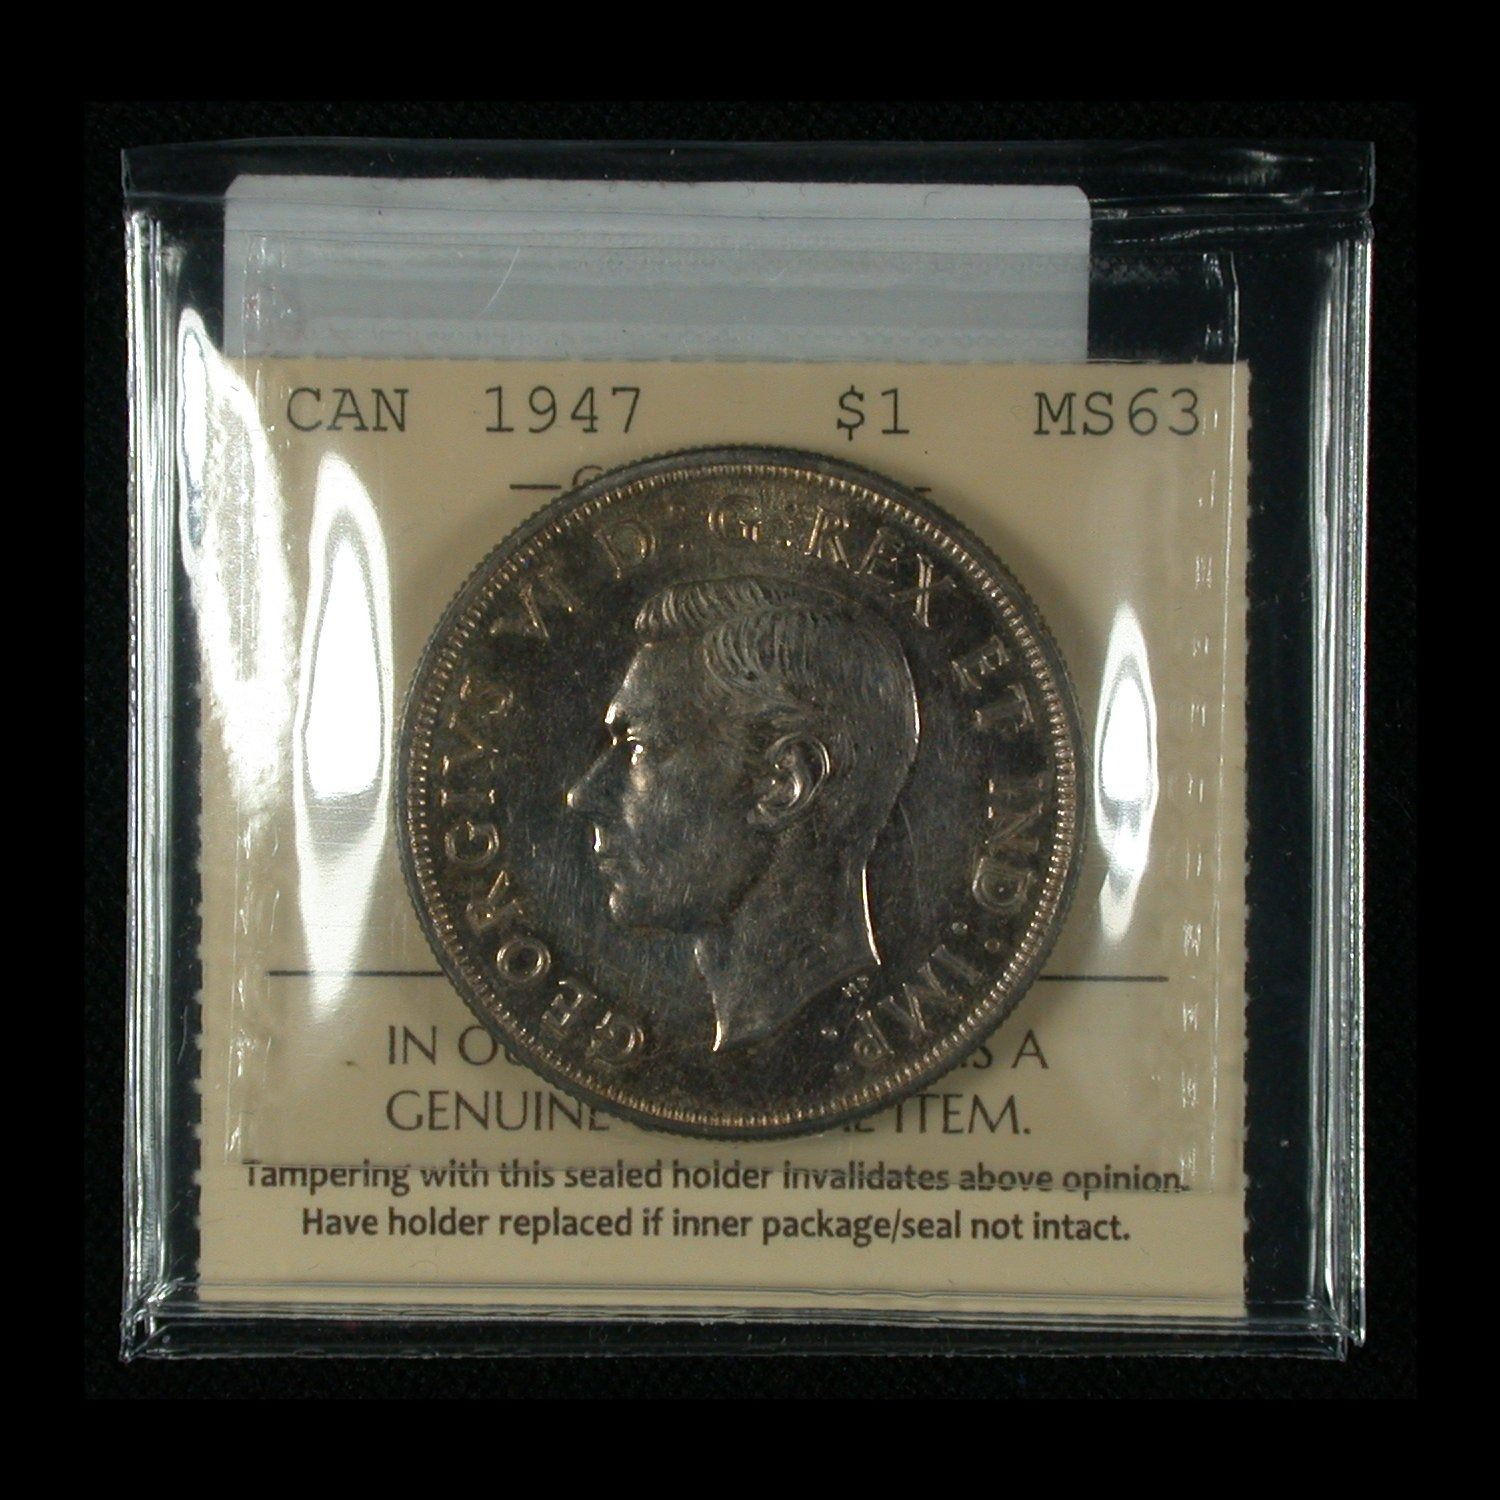 CAN 1947 $1 MS63
GEORGIVS VI D:G:REX ET IND:IMP:
HP
IN A
GENUINE ITEM.
Tampering with this sealed holder invalidates above opinion.
Have holder replaced if inner package/seal not intact.